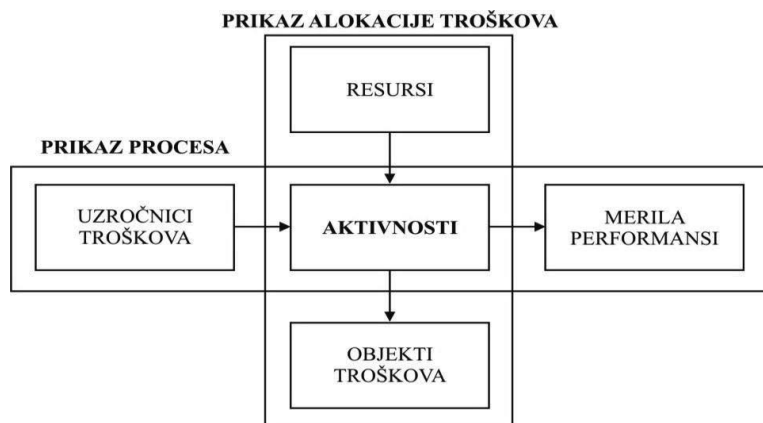 PRIKAZ ALOKACIJE TROŠKOVA
RESURSI
PRIKAZ PROCESA
UZROČNICI
TROŠKOVA
AKTIVNOSTI
MERILA
PERFORMANSI
OBJEKTI
TROŠKOVA